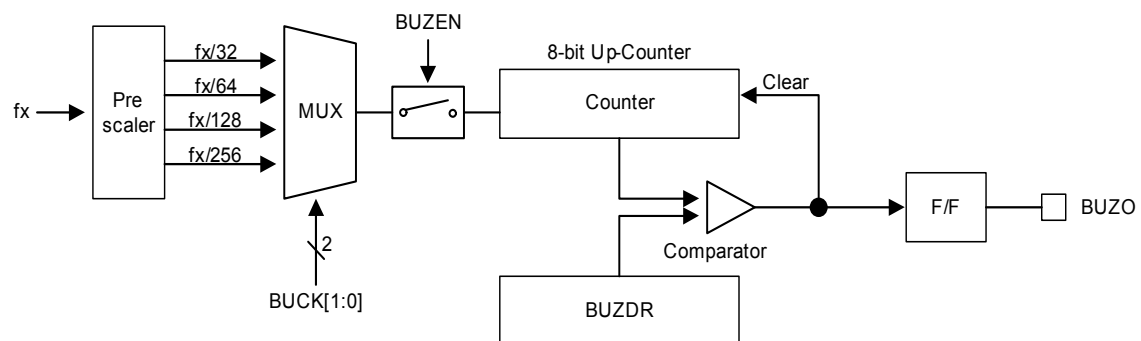 BUZEN
fx/32
8-bit Up-Counter
fx/64
Clear
Pre
scaler
MUX
Counter
fx
fx/128
fx/256
F/F
BUZO
2
Comparator
BUCK[1:0]
BUZDR